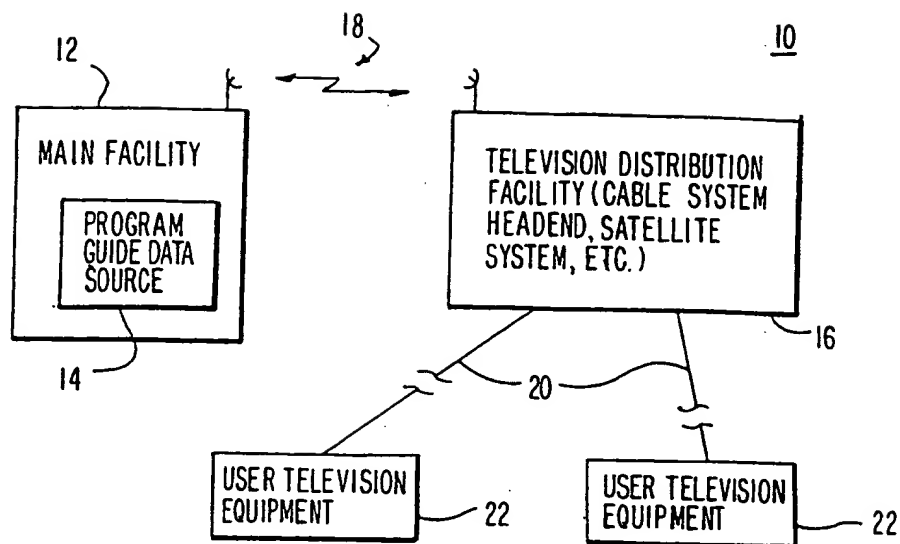 18
10
12
MAIN FACILITY
PROGRAM
GUIDE DATA
SOURCE
14
TELEVISION DISTRIBUTION
FACILITY (CABLE SYSTEM
HEADEND, SATELLITE
SYSTEM, ETC.)
16
20
USER TELEVISION
EQUIPMENT
22
USER TELEVISION
EQUIPMENT
22